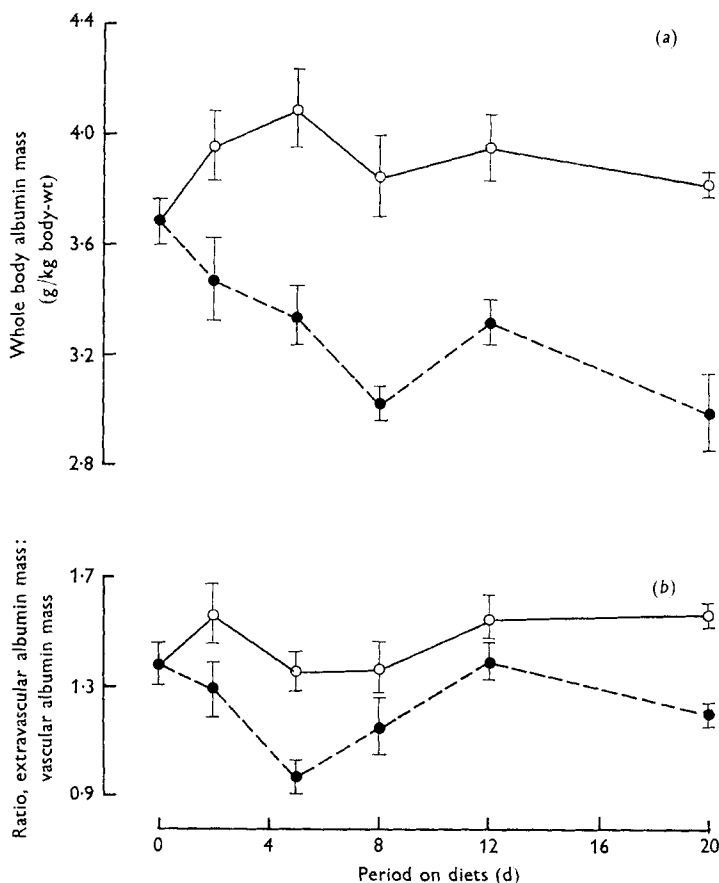 (a)
Whole body albumin mass
(g/kg body-wt)
4·4
4·0
3·6
3·2
2·8
(b)
Ratio, extravascular albumin mass:
vascular albumin mass
1·7
1·3
0·9
0 4 8 12 16 20
Period on diets (d)